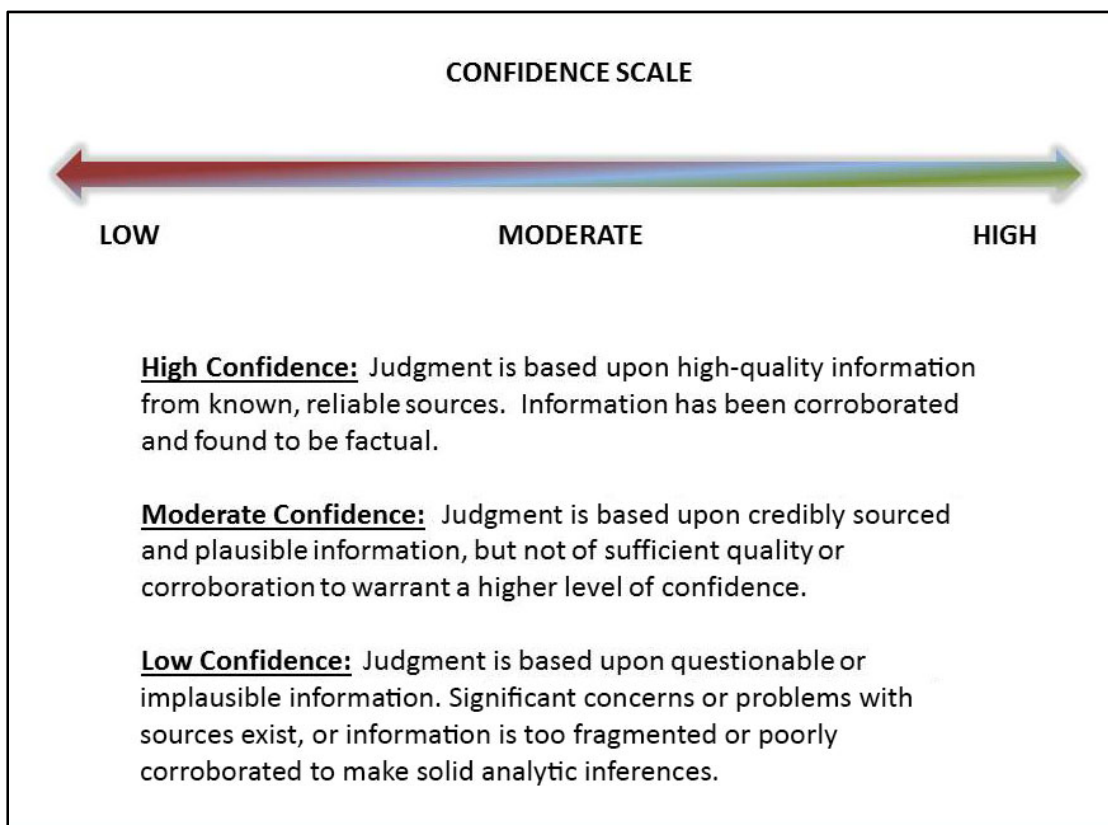 CONFIDENCE SCALE
LOW MODERATE HIGH
High Confidence: Judgment is based upon high-quality information
from known, reliable sources. Information has been corroborated
and found to be factual.
Moderate Confidence: Judgment is based upon credibly sourced
and plausible information, but not of sufficient quality or
corroboration to warrant a higher level of confidence.
Low Confidence: Judgment is based upon questionable or
implausible information. Significant concerns or problems with
sources exist, or information is too fragmented or poorly
corroborated to make solid analytic inferences.